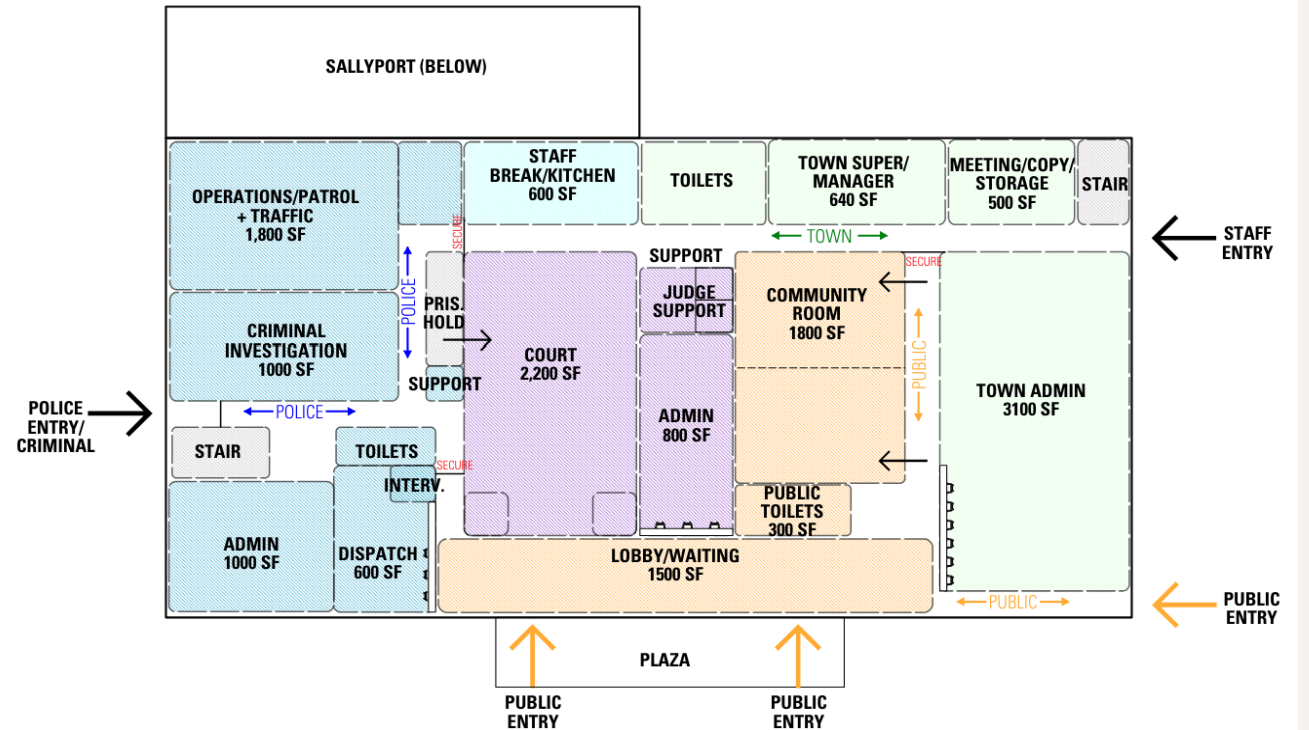 SALLYPORT (BELOW)
OPERATIONS/PATROL
+ TRAFFIC
1,800 SF
STAFF
BREAK/KITCHEN
600 SF
TOILETS
TOWN SUPER/
MANAGER
640 SF
MEETING/COPY/
STORAGE
500 SF
STAIR
SECURE
TOWN
STAFF
ENTRY
POLICE
PRIS.
HOLD
SUPPORT
JUDGE
SUPPORT
COMMUNITY
ROOM
1800 SF
SECURE
PUBLIC
CRIMINAL
INVESTIGATION
1000 SF
COURT
2,200 SF
SUPPORT
TOWN ADMIN
3100 SF
POLICE
ENTRY/
CRIMINAL
POLICE
ADMIN
800 SF
STAIR
TOILETS
SECURE
INTERV.
PUBLIC
TOILETS
300 SF
ADMIN
1000 SF
DISPATCH
600 SF
LOBBY/WAITING
1500 SF
PUBLIC
PUBLIC
ENTRY
PLAZA
PUBLIC
ENTRY
PUBLIC
ENTRY